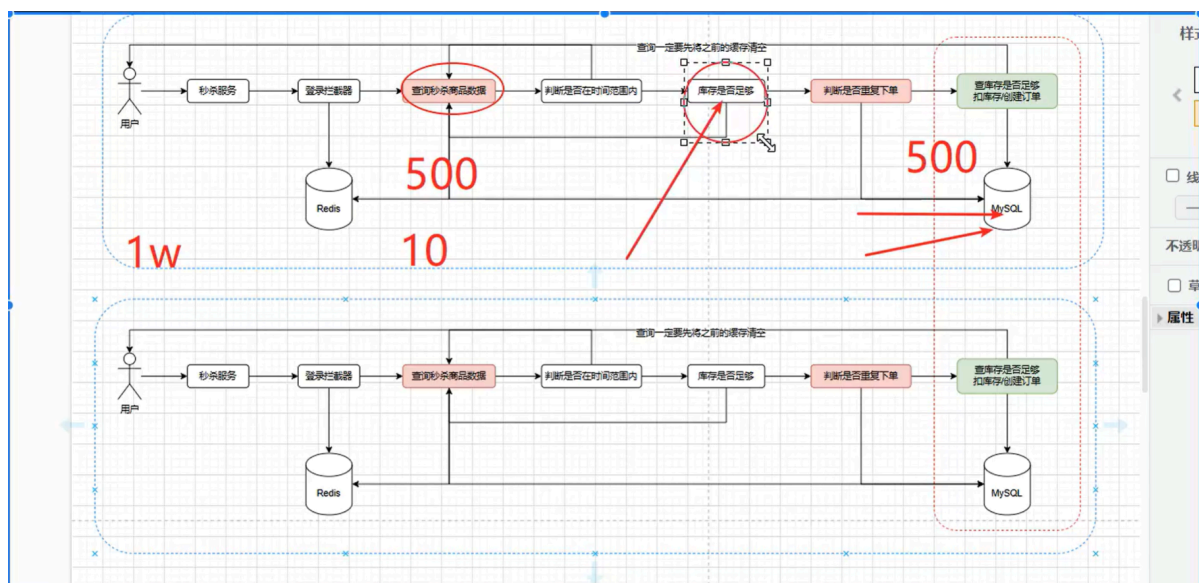 样式
查询一定要先将之前的缓存清空
用户
秒杀服务
登录拦截器
查询秒杀商品数据
判断是否在时间范围内
库存是否足够
判断是否重复下单
查库存是否足够
扣库存/创建订单
500
500
线
Redis
MySQL
1w
10
不透明
草
属性
查询一定要先将之前的缓存清空
用户
秒杀服务
登录拦截器
查询秒杀商品数据
判断是否在时间范围内
库存是否足够
判断是否重复下单
查库存是否足够
扣库存/创建订单
Redis
MySQL